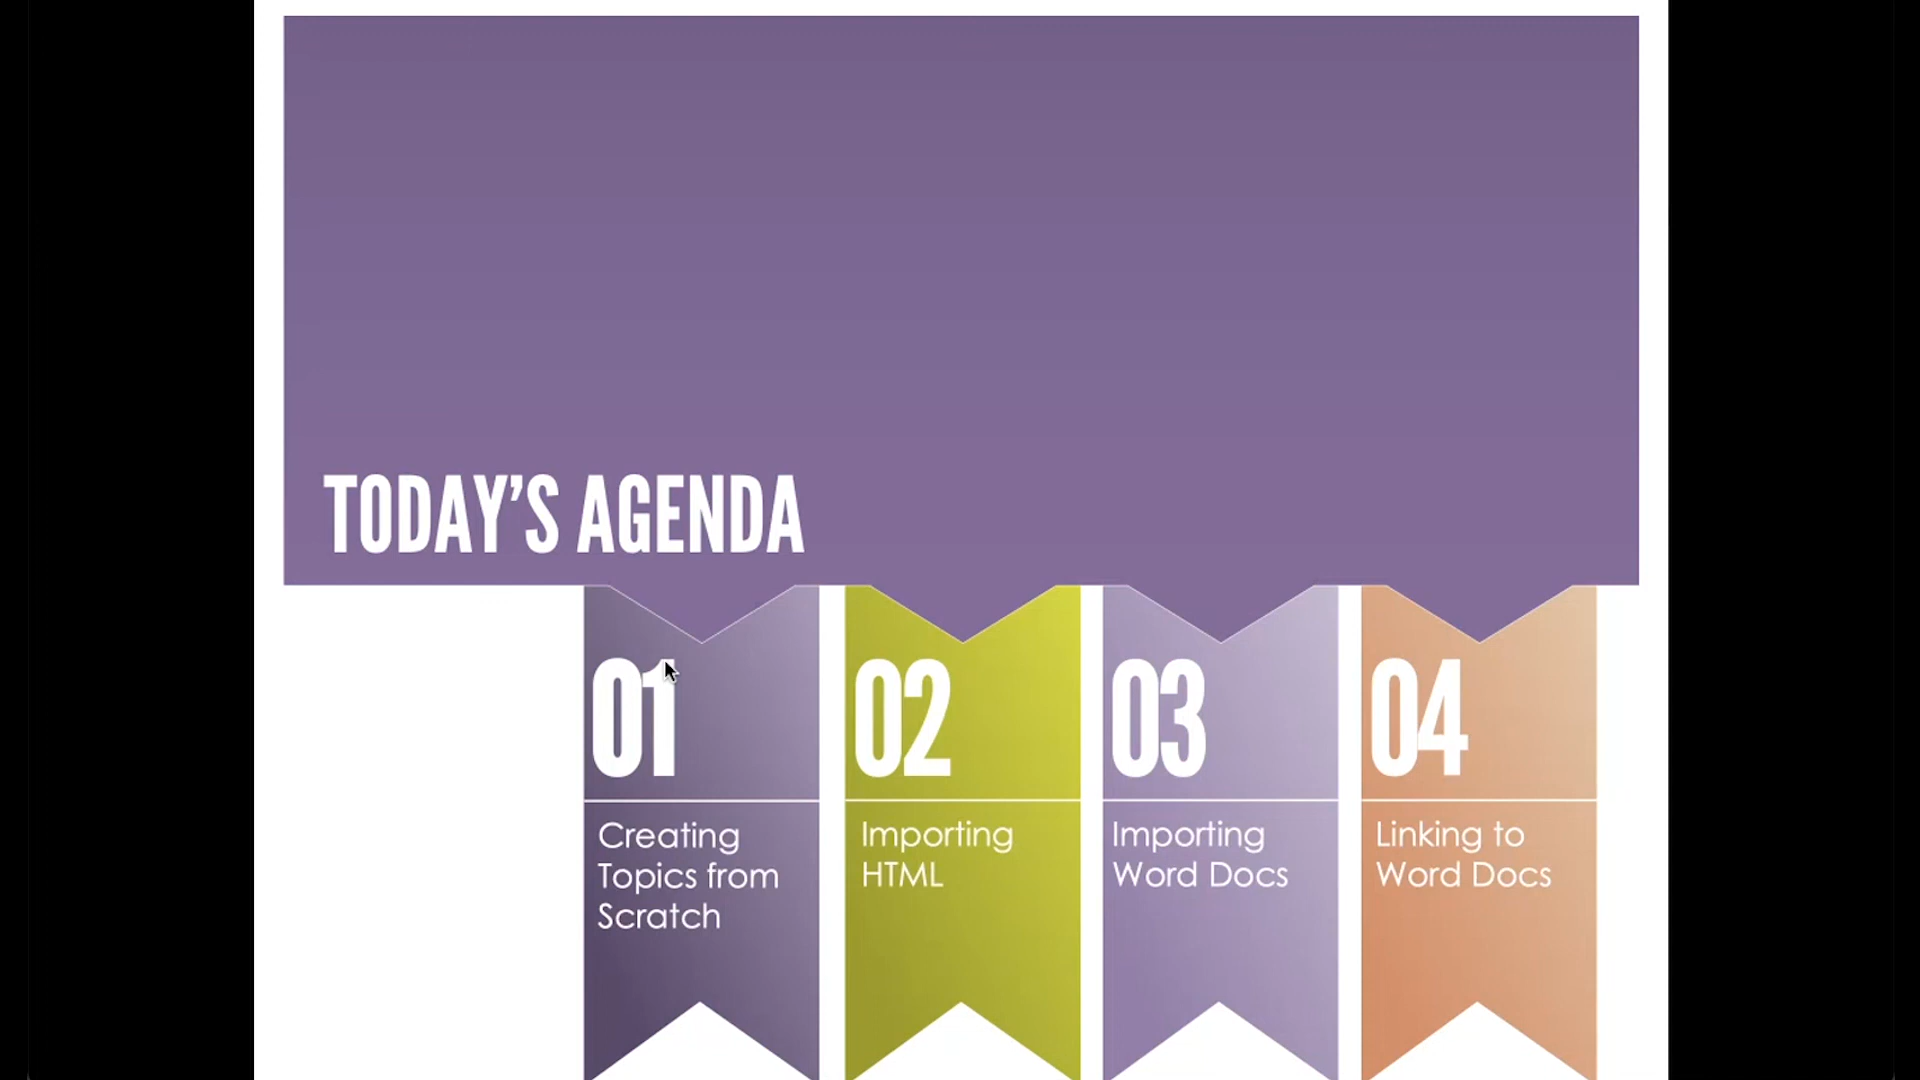 TODAY’S AGENDA
01
Creating
Topics from
Scratch
02
Importing
HTML
03
Importing
Word Docs
04
Linking to
Word Docs